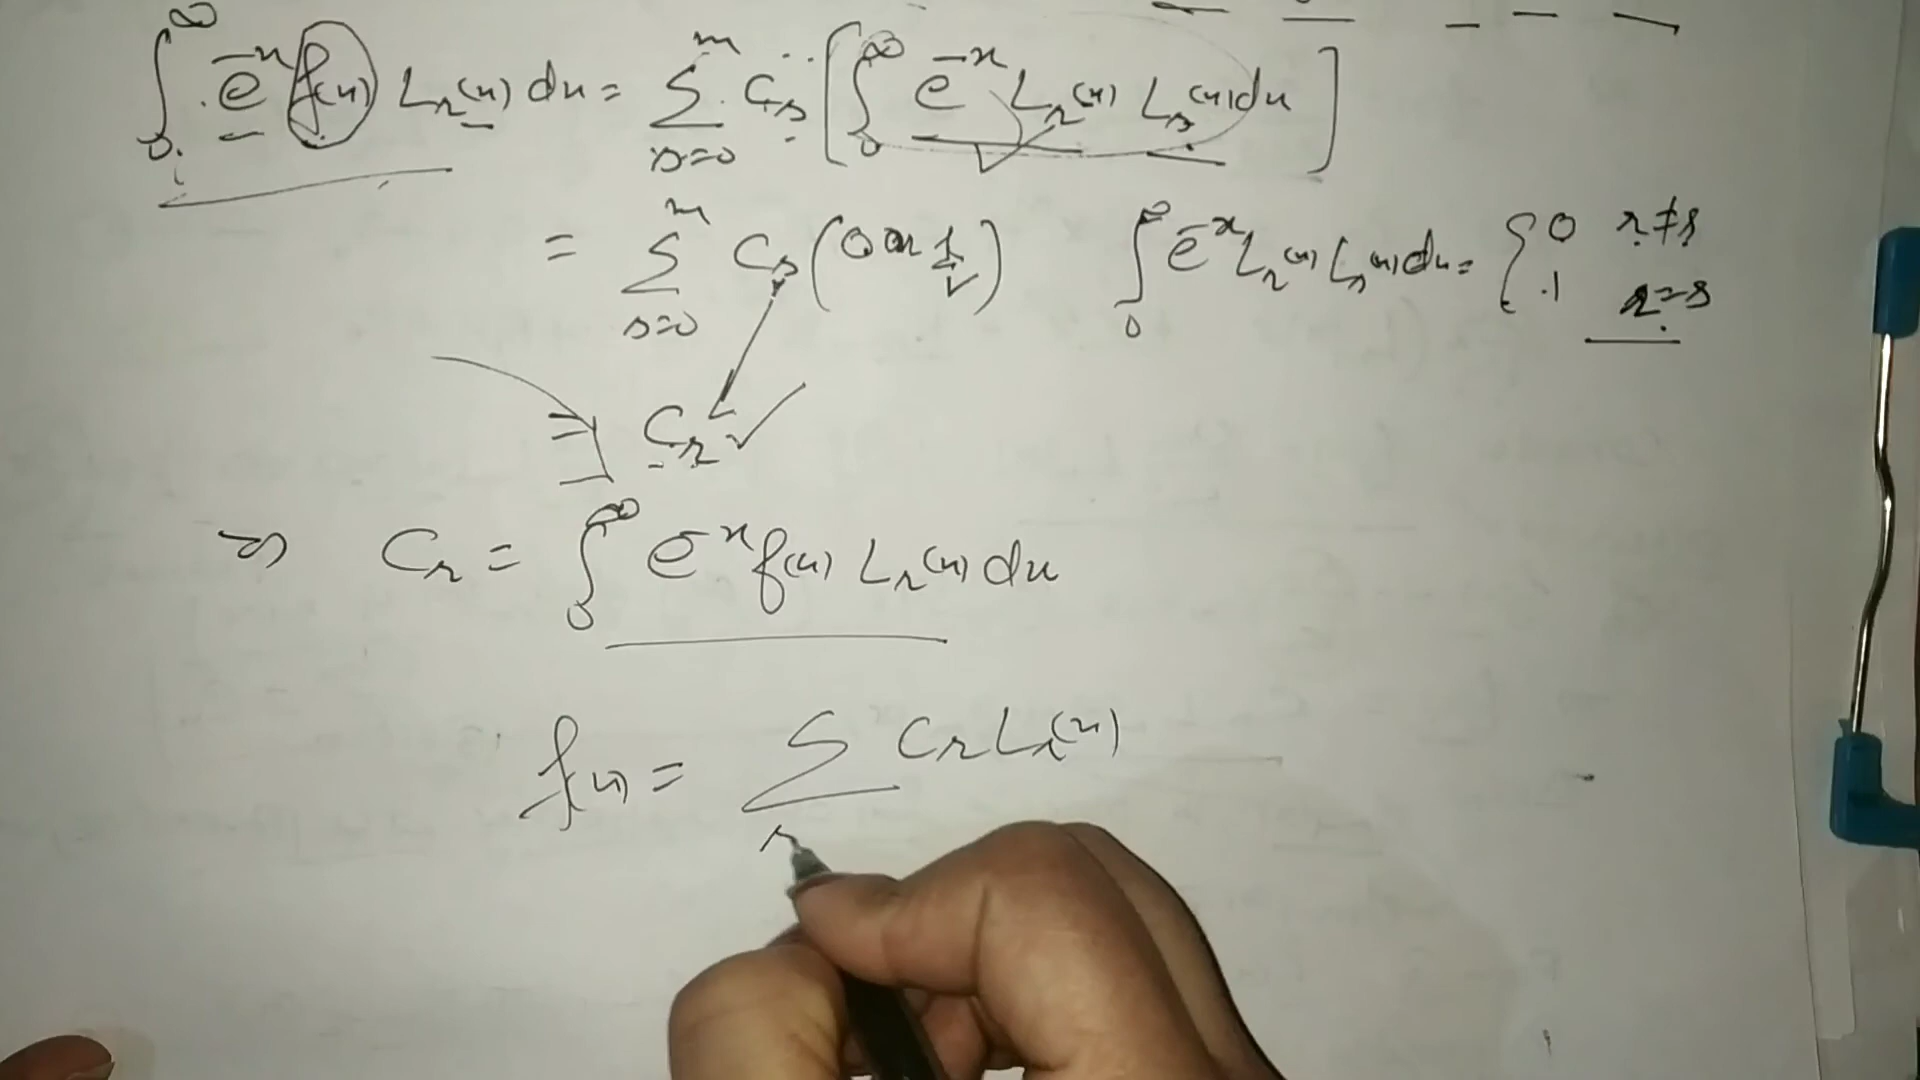 ∫₀^∞ e^{-x} f(x) L_r(x) dx = Σ_{s=0}^{m} C_s [∫₀^∞ e^{-x} L_r(x) L_s(x) dx]
= Σ_{s=0}^{m} C_s (0 or 1) ∫₀^∞ e^{-x} L_r(x) L_s(x) dx = { 0 r≠s
1 r=s
= C_r ✓
⇒ C_r = ∫₀^∞ e^{-x} f(x) L_r(x) dx
f(x) = Σ C_r L_r(x)